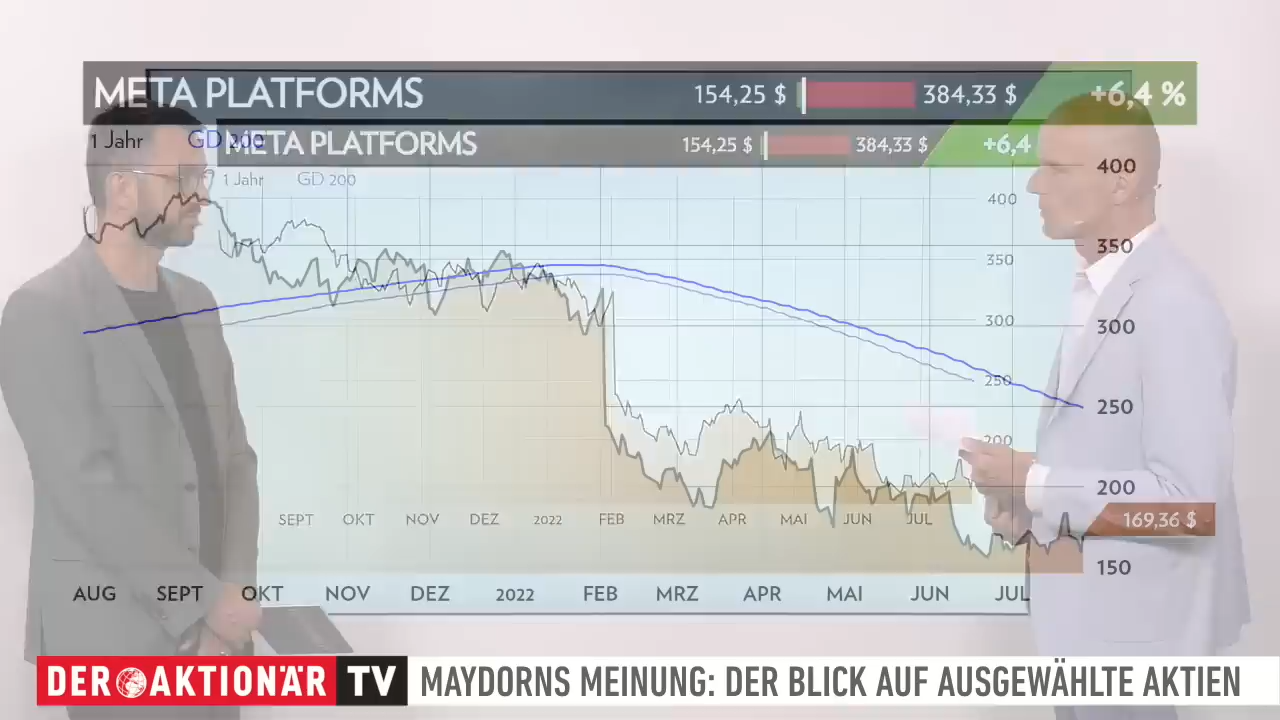 META PLATFORMS 154,25 $ 384,33 $ +6,4 %
1 Jahr GD 200
META PLATFORMS 154,25 $ 384,33 $ +6,4
1 Jahr GD 200
400
400
350
350
300
300
250
250
200
200
SEPT OKT NOV DEZ 2022 FEB MRZ APR MAI JUN JUL
169,36 $
150
AUG SEPT OKT NOV DEZ 2022 FEB MRZ APR MAI JUN JUL
DER AKTIONÄR TV MAYDORNS MEINUNG: DER BLICK AUF AUSGEWÄHLTE AKTIEN